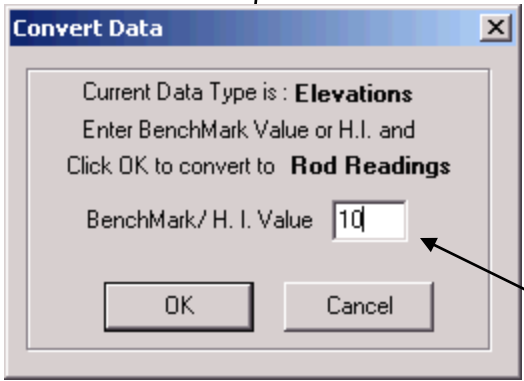 Convert Data
Current Data Type is : Elevations
Enter BenchMark Value or H.I. and
Click OK to convert to Rod Readings
BenchMark/ H. I. Value 10
OK Cancel